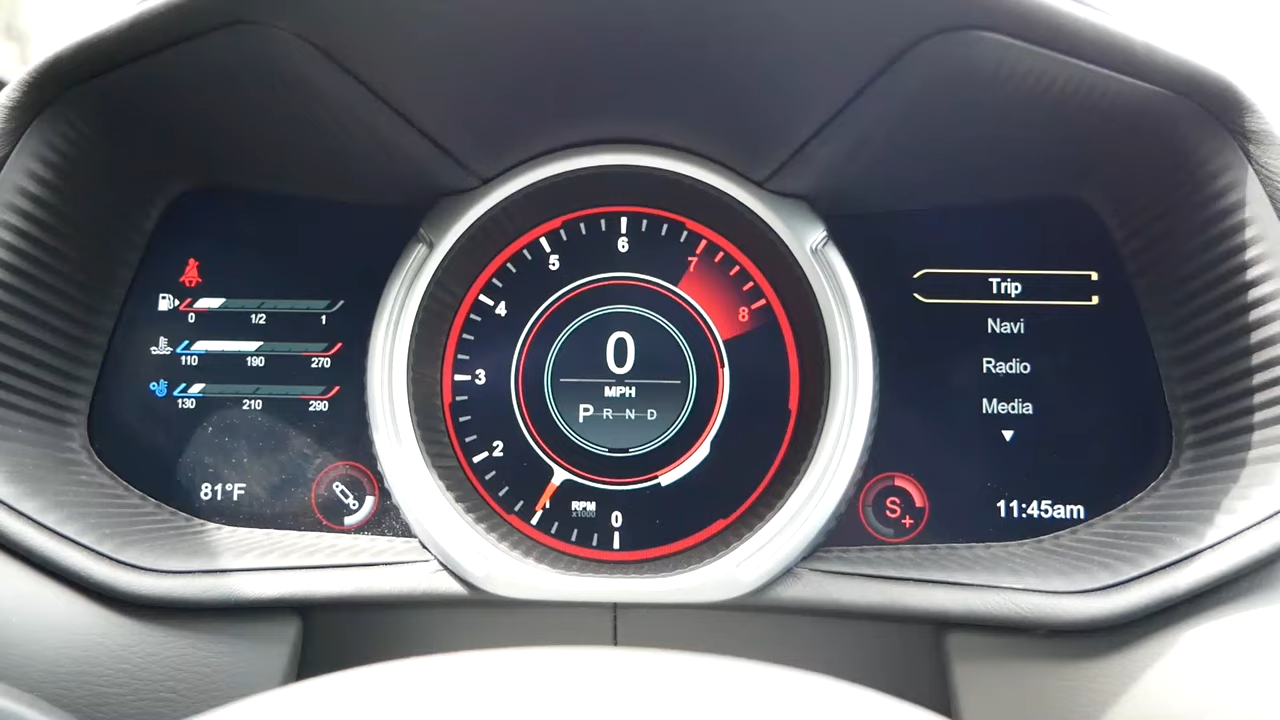 0 1/2 1
110 190 270
130 210 290
81°F
6
5
7
4
8
3
2
1
0
RPM
x1000
0
MPH
P R N D
Trip
Navi
Radio
Media
S+
11:45am